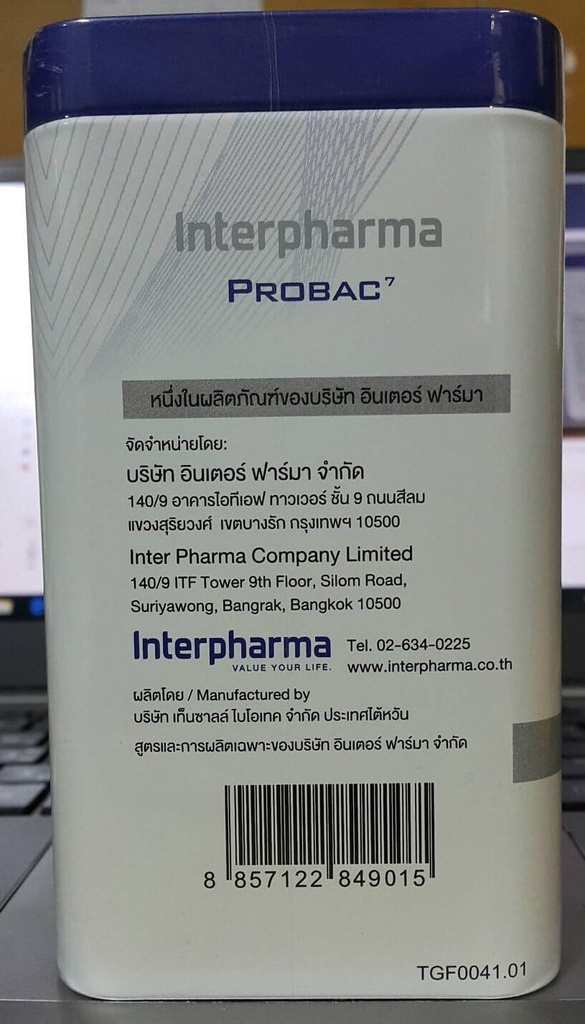 Interpharma
PROBAC⁷
หนึ่งในผลิตภัณฑ์ของบริษัท อินเตอร์ ฟาร์มา
จัดจำหน่ายโดย:
บริษัท อินเตอร์ ฟาร์มา จำกัด
140/9 อาคารไอทีเอฟ ทาวเวอร์ ชั้น 9 ถนนสีลม
แขวงสุริยวงศ์ เขตบางรัก กรุงเทพฯ 10500
Inter Pharma Company Limited
140/9 ITF Tower 9th Floor, Silom Road,
Suriyawong, Bangrak, Bangkok 10500
Interpharma
VALUE YOUR LIFE.
Tel. 02-634-0225
www.interpharma.co.th
ผลิตโดย / Manufactured by
บริษัท เท็นซาลล์ ไบโอเทค จำกัด ประเทศไต้หวัน
สูตรและการผลิตเฉพาะของบริษัท อินเตอร์ ฟาร์มา จำกัด
8 857122 849015
TGF0041.01